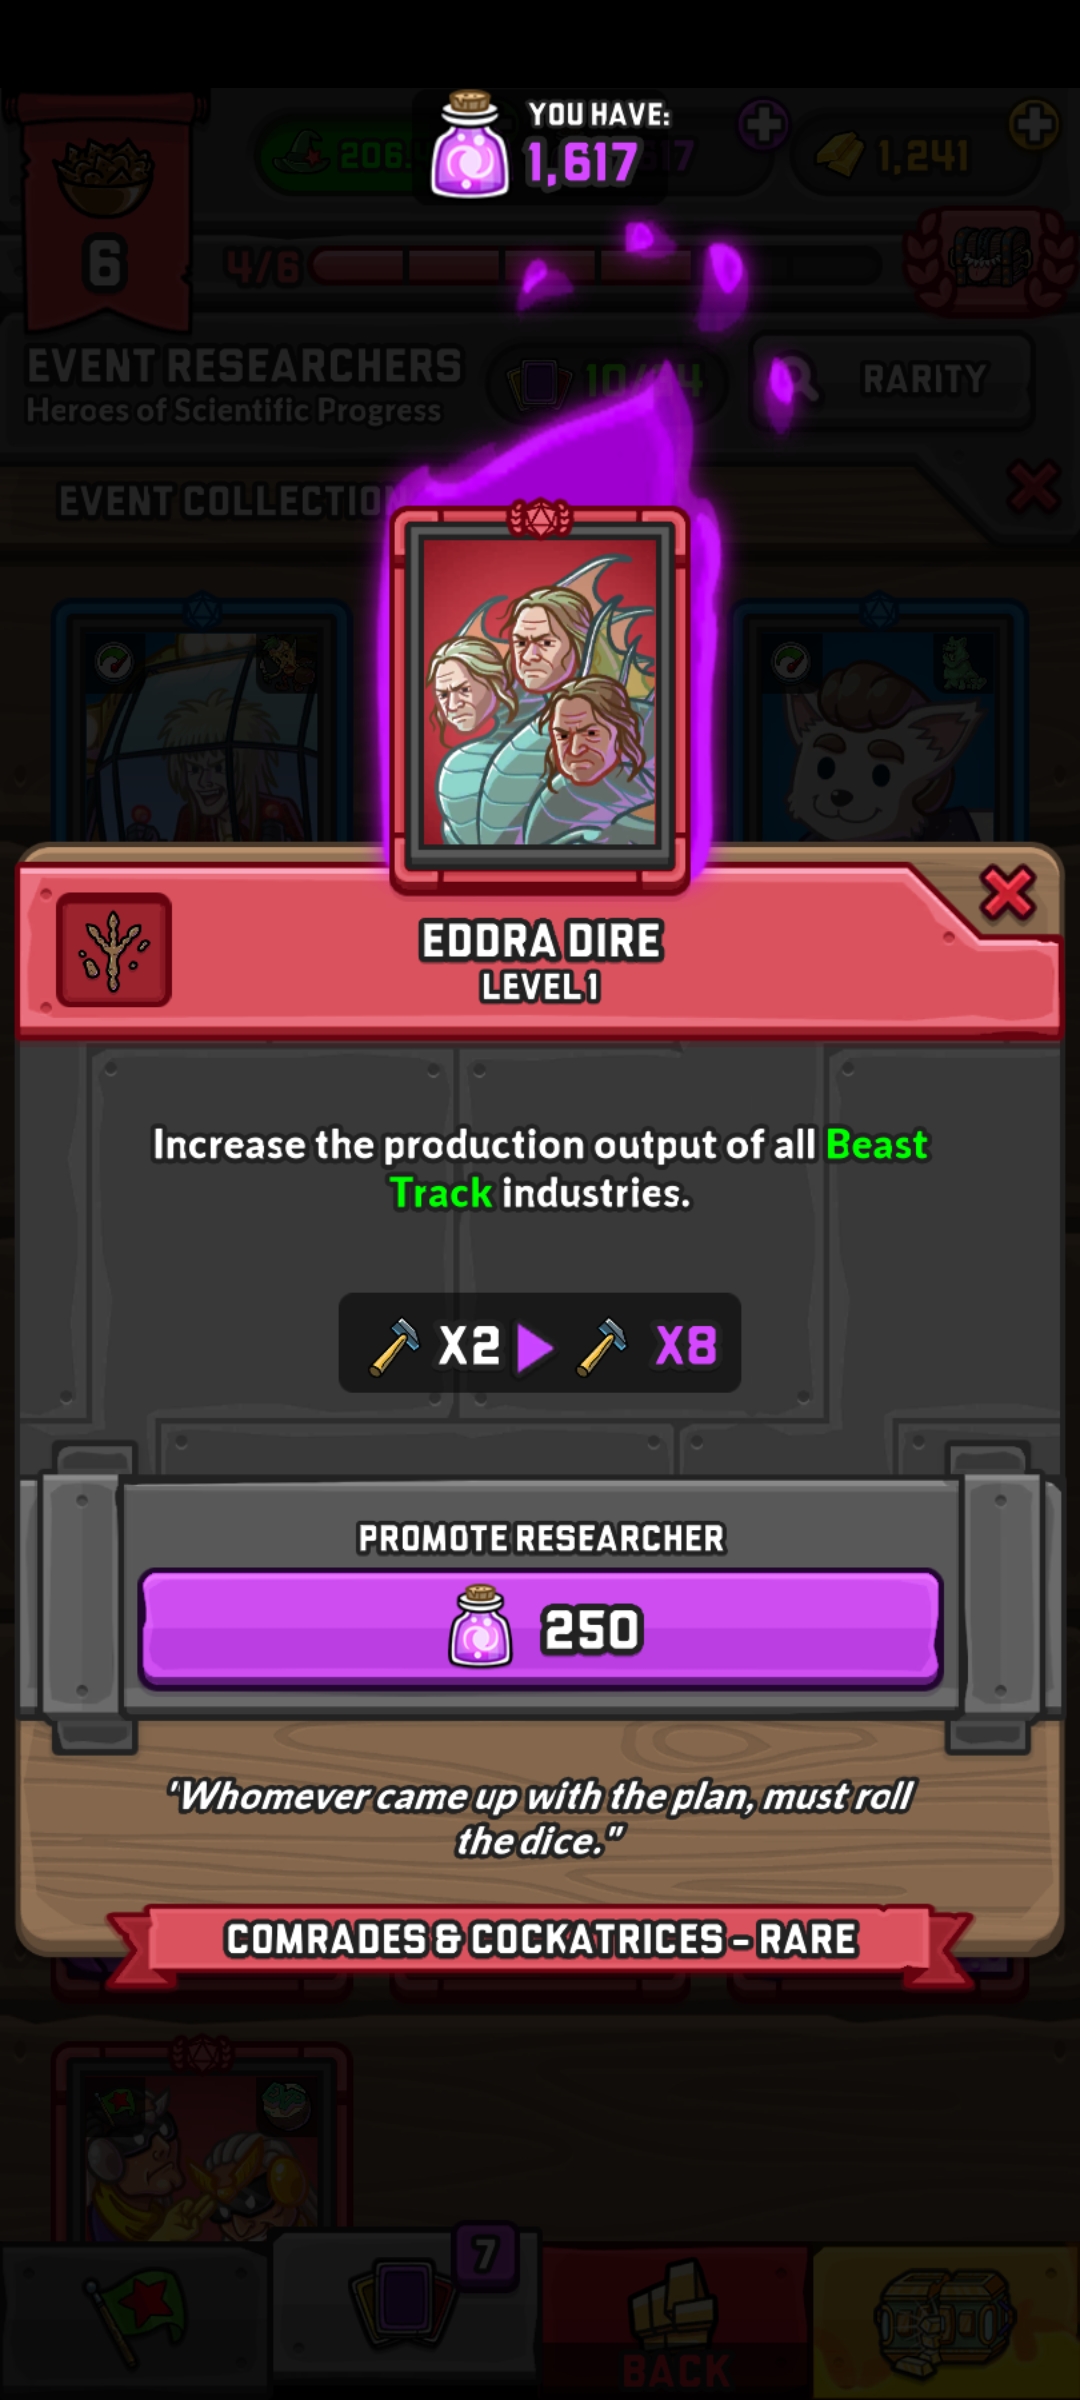 YOU HAVE:
1,617
206.
1,241
6
4/6
EVENT RESEARCHERS
Heroes of Scientific Progress
RARITY
EVENT COLLECTION
EDDRA DIRE
LEVEL 1
Increase the production output of all Beast
Track industries.
X2 X8
PROMOTE RESEARCHER
250
"Whomever came up with the plan, must roll
the dice."
COMRADES & COCKATRICES - RARE
7
BACK